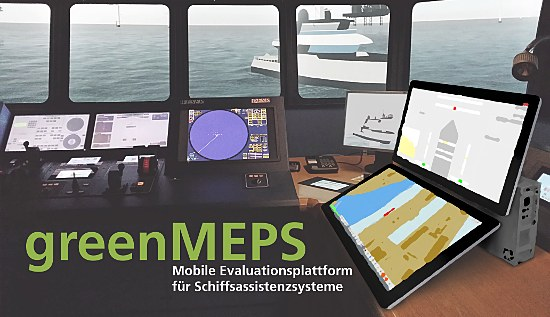 greenMEPS
Mobile Evaluationsplattform
für Schiffsassistenzsysteme